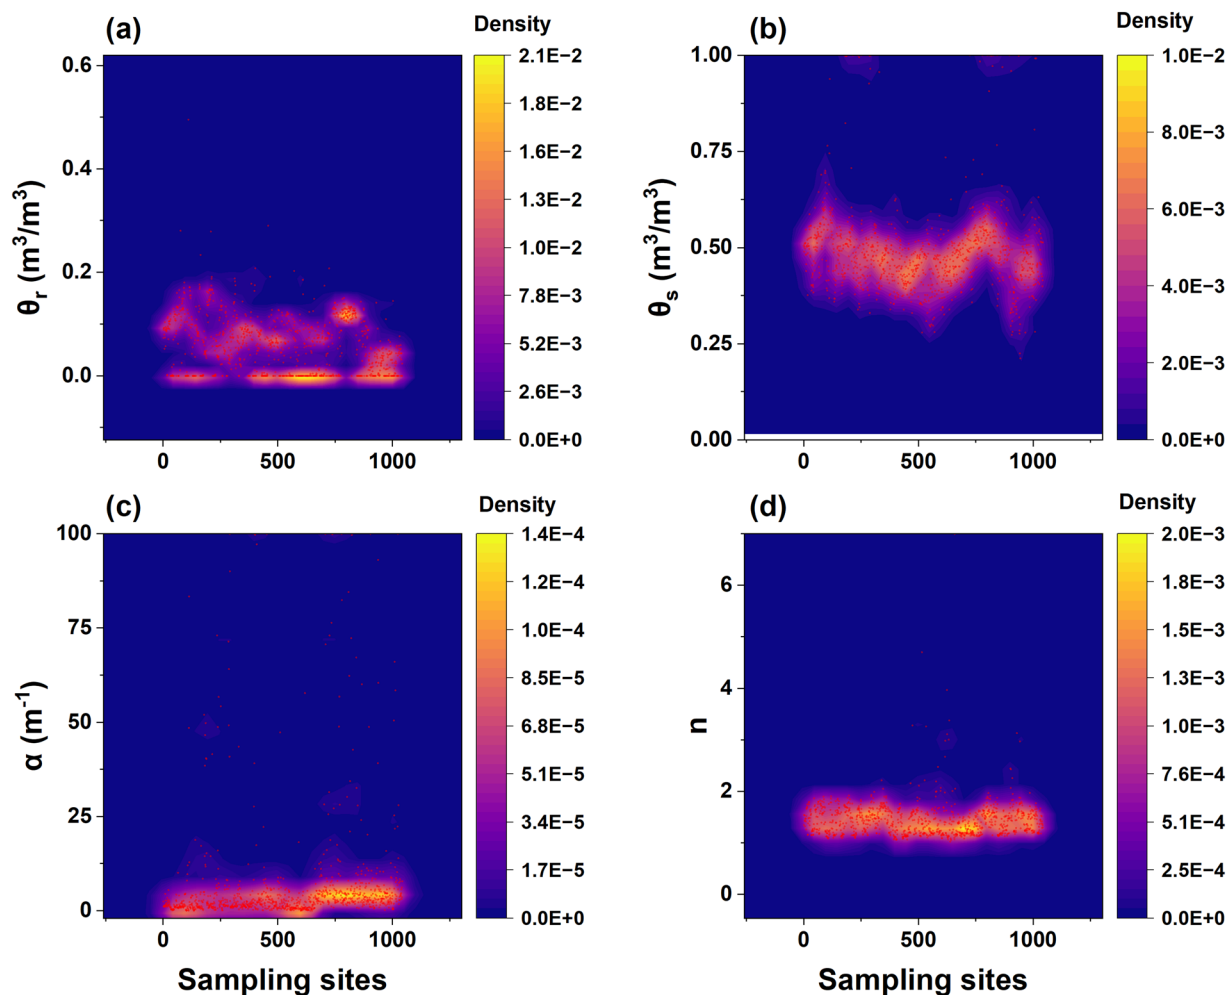 (a)
Density
0.6
0.4
0.2
0.0
θr (m³/m³)
0
500
1000
2.1E−2
1.8E−2
1.6E−2
1.3E−2
1.0E−2
7.8E−3
5.2E−3
2.6E−3
0.0E+0
(b)
Density
1.00
0.75
0.50
0.25
0.00
θs (m³/m³)
0
500
1000
1.0E−2
8.0E−3
6.0E−3
4.0E−3
2.0E−3
0.0E+0
(c)
Density
100
75
50
25
0
α (m⁻¹)
0
500
1000
Sampling sites
1.4E−4
1.2E−4
1.0E−4
8.5E−5
6.8E−5
5.1E−5
3.4E−5
1.7E−5
0.0E+0
(d)
Density
6
4
2
0
n
0
500
1000
Sampling sites
2.0E−3
1.8E−3
1.5E−3
1.3E−3
1.0E−3
7.6E−4
5.1E−4
2.5E−4
0.0E+0